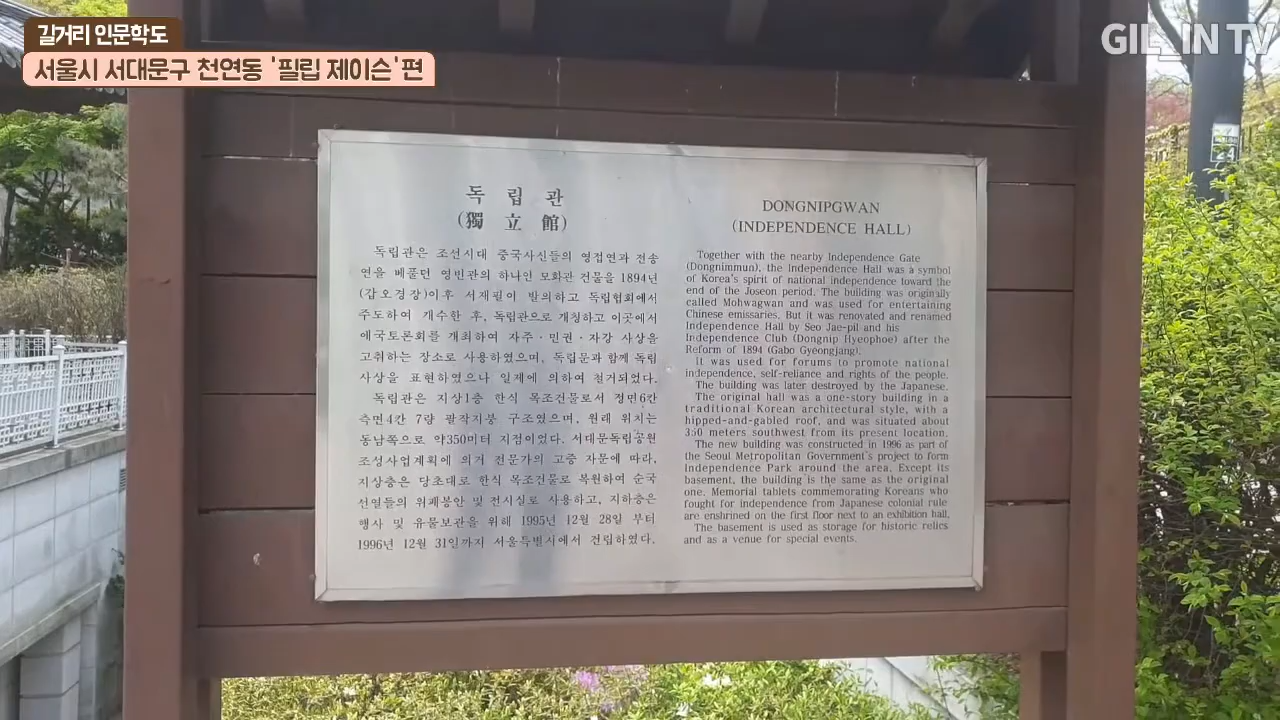 길거리 인문학도
서울시 서대문구 천연동 '필립 제이슨'편
GIL_IN TV
독립관
(獨立館)
독립관은 조선시대 중국사신들의 영접연과 전송
연을 베풀던 영빈관의 하나인 모화관 건물을 1894년
(갑오경장)이후 서재필이 발의하고 독립협회에서
주도하여 개수한 후, 독립관으로 개칭하고 이곳에서
애국토론회를 개최하여 자주·민권·자강 사상을
고취하는 장소로 사용하였으며, 독립문과 함께 독립
사상을 표현하였으나 일제에 의하여 철거되었다.
독립관은 지상1층 한식 목조건물로서 정면6칸
측면4칸 7량 팔작지붕 구조였으며, 원래 위치는
동남쪽으로 약350미터 지점이었다. 서대문독립공원
조성사업계획에 의거 전문가의 고증 자문에 따라,
지상층은 당초대로 한식 목조건물로 복원하여 순국
선열들의 위패봉안 및 전시실로 사용하고, 지하층은
행사 및 유물보관을 위해 1995년 12월 28일 부터
1996년 12월 31일까지 서울특별시에서 건립하였다.
DONGNIPGWAN
(INDEPENDENCE HALL)
Together with the nearby Independence Gate
(Dongnimmun), the Independence Hall was a symbol
of Korea's spirit of national independence toward the
end of the Joseon period. The building was originally
called Mohwagwan and was used for entertaining
Chinese emissaries. But it was renovated and renamed
Independence Hall by Seo Jae-pil and his
Independence Club (Dongnip Hyeophoe) after the
Reform of 1894 (Gabo Gyeongjang).
It was used for forums to promote national
independence, self-reliance and rights of the people.
The building was later destroyed by the Japanese.
The original hall was a one-story building in a
traditional Korean architectural style, with a
hipped-and-gabled roof, and was situated about
350 meters southwest from its present location.
The new building was constructed in 1996 as part of
the Seoul Metropolitan Government's project to form
Independence Park around the area. Except its
basement, the building is the same as the original
one. Memorial tablets commemorating Koreans who
fought for independence from Japanese colonial rule
are enshrined on the first floor next to an exhibition hall.
The basement is used as storage for historic relics
and as a venue for special events.
24